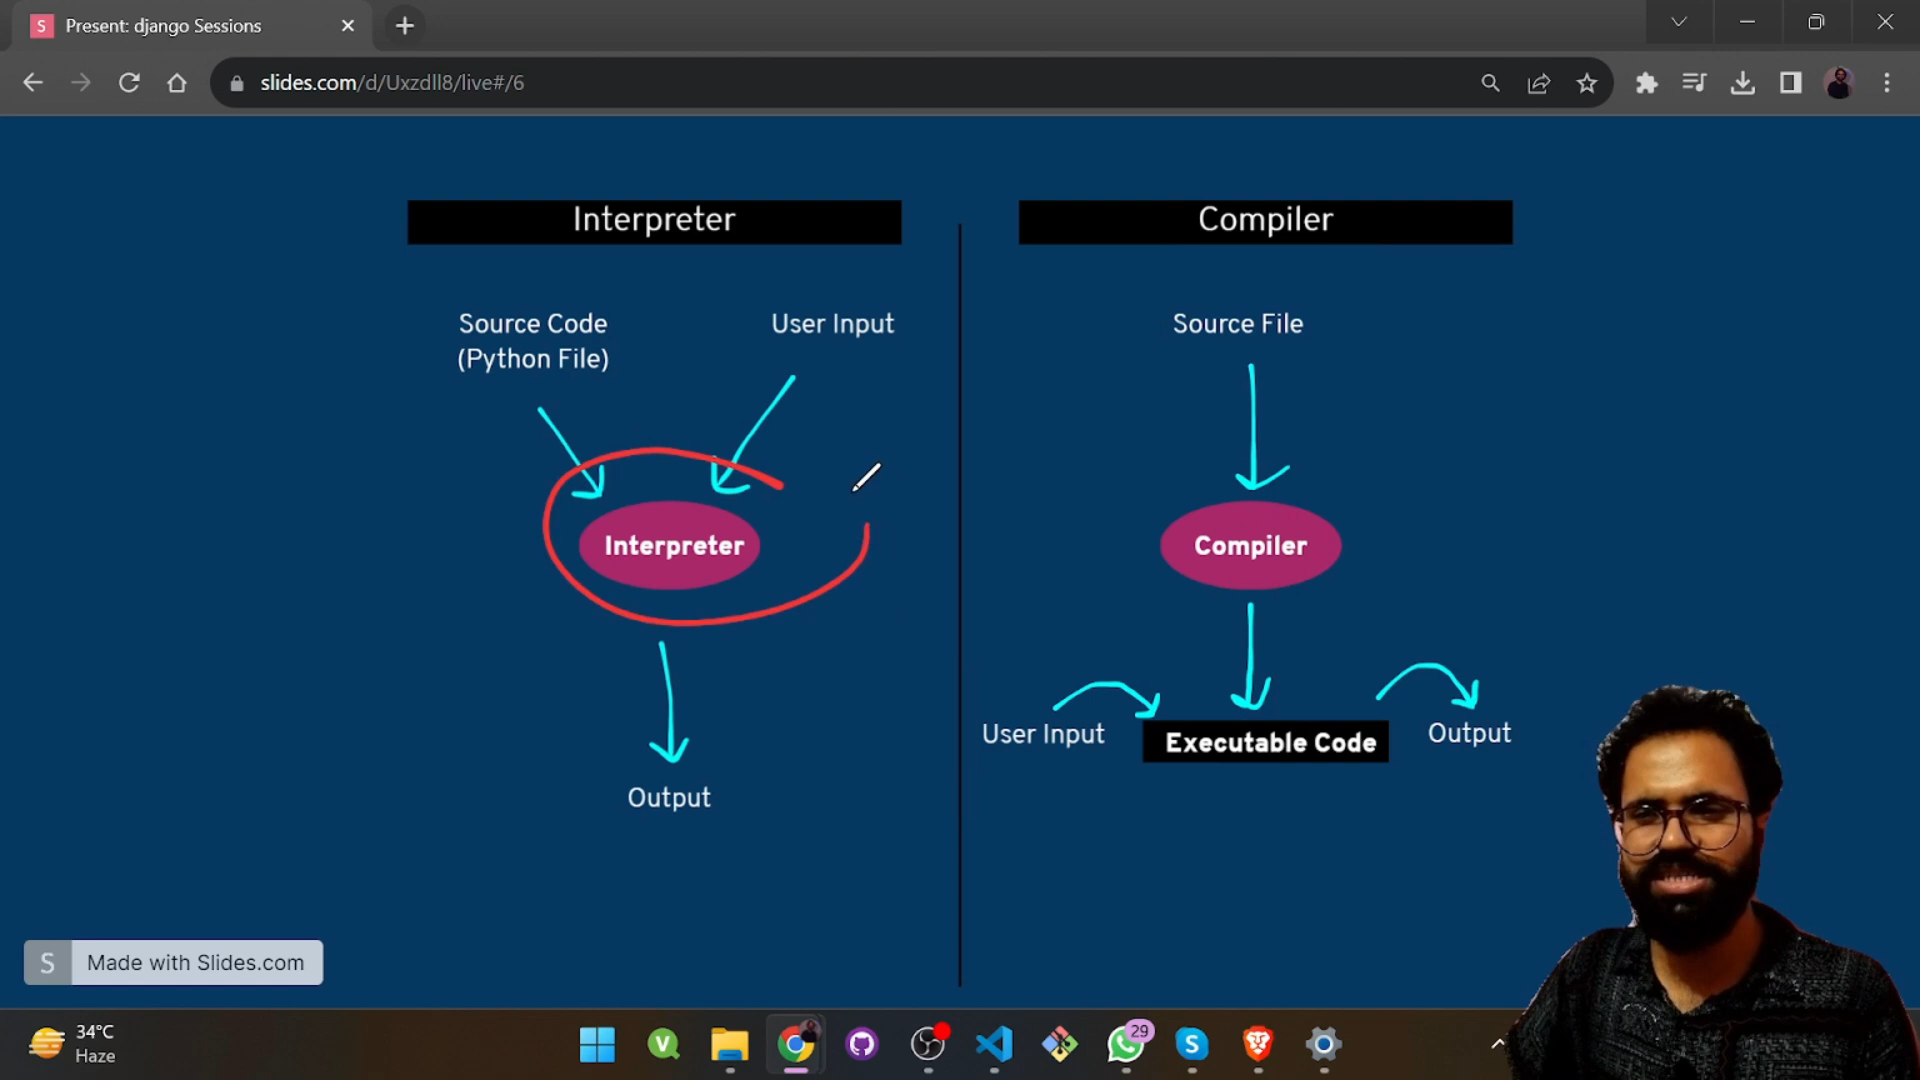 S Present: django Sessions
slides.com/d/Uxzdll8/live#/6
Interpreter
Compiler
Source Code
(Python File)
User Input
Source File
Interpreter
Compiler
User Input
Executable Code
Output
Output
S Made with Slides.com
34°C
Haze
V
29
S